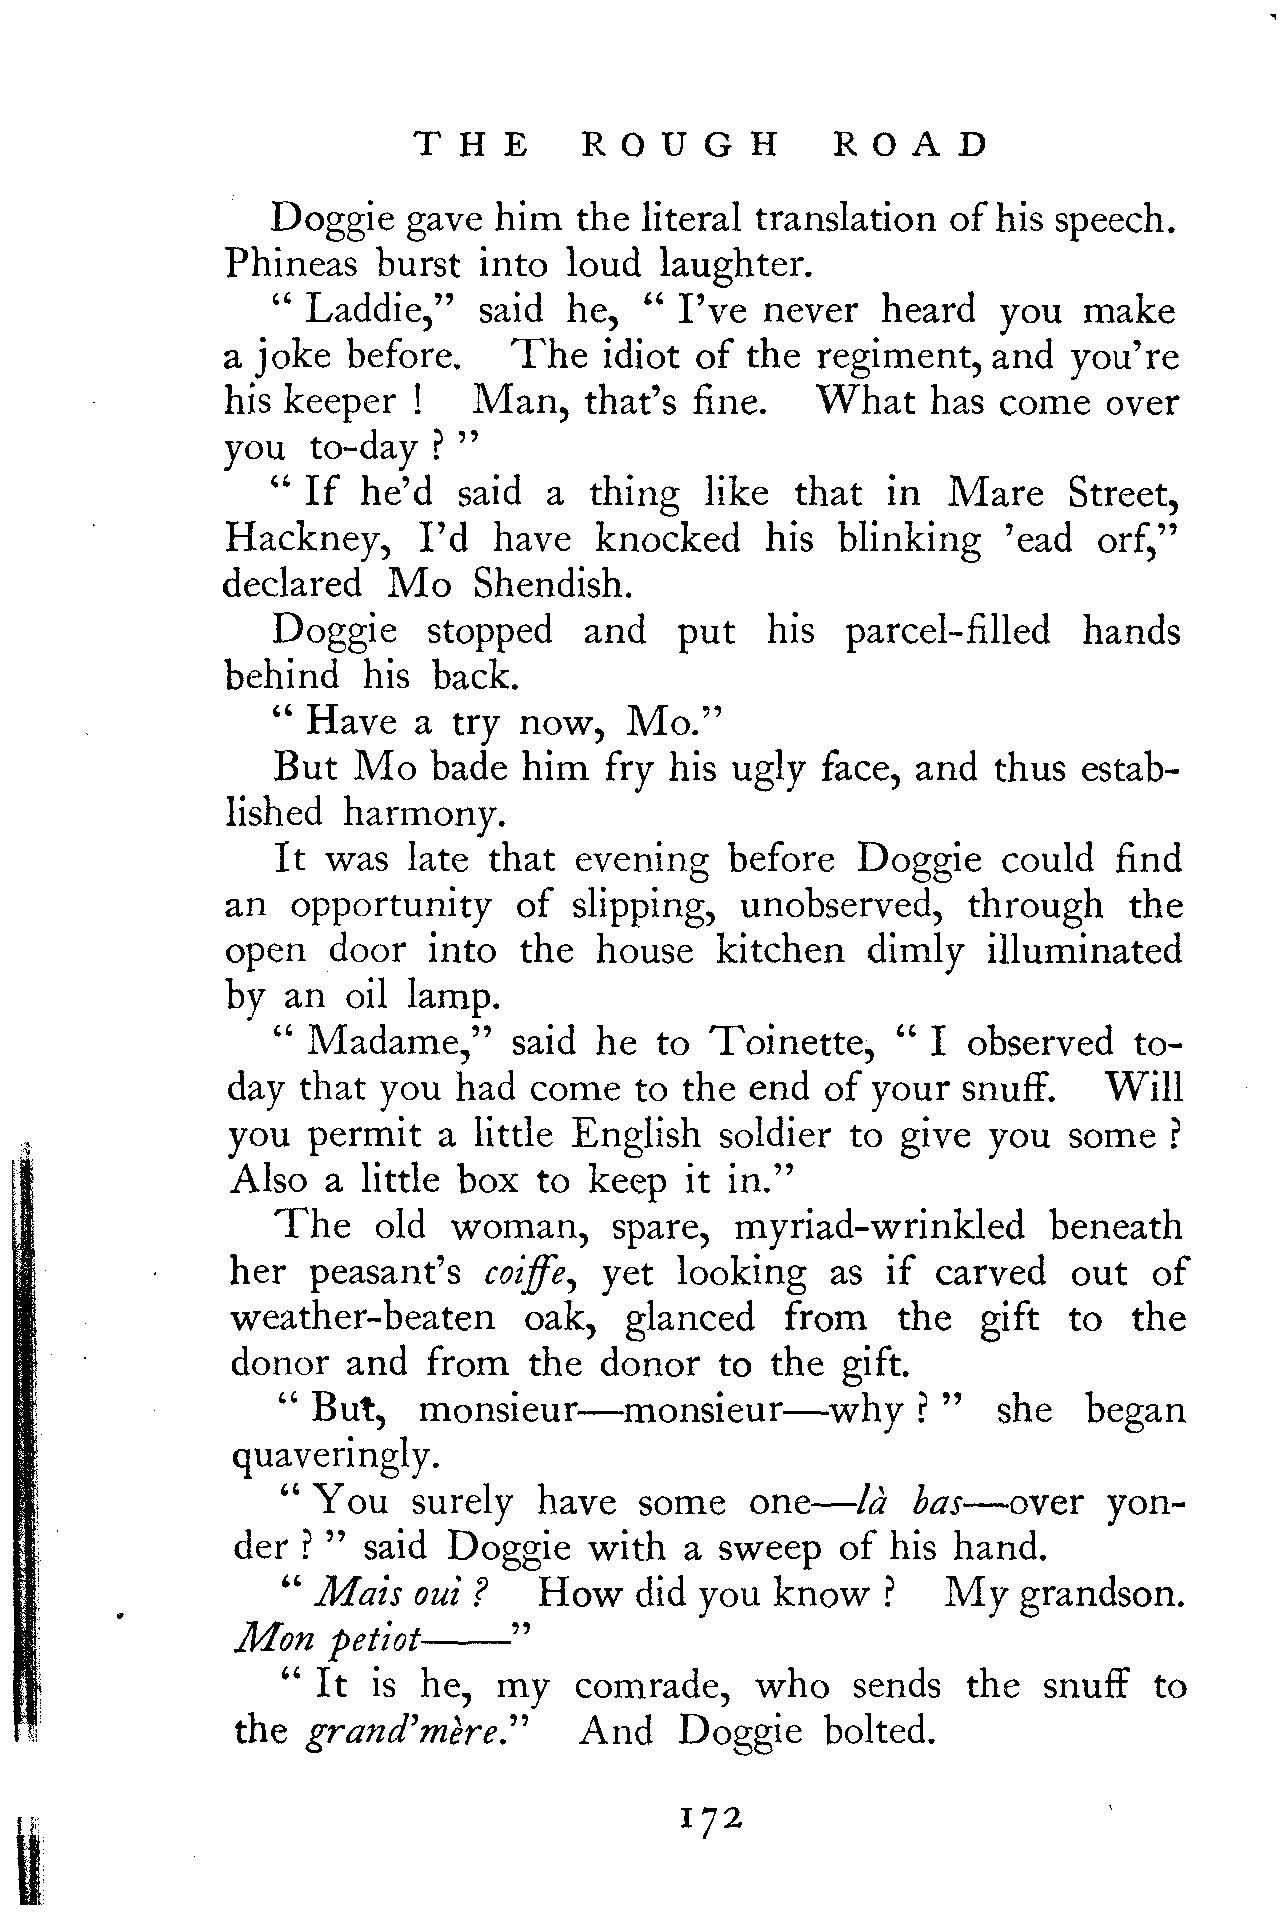 THE ROUGH ROAD
Doggie gave him the literal translation of his speech.
Phineas burst into loud laughter.
“ Laddie,” said he, “ I’ve never heard you make
a joke before. The idiot of the regiment, and you’re
his keeper ! Man, that’s fine. What has come over
you to-day ? ”
“ If he’d said a thing like that in Mare Street,
Hackney, I’d have knocked his blinking ’ead orf,”
declared Mo Shendish.
Doggie stopped and put his parcel-filled hands
behind his back.
“ Have a try now, Mo.”
But Mo bade him fry his ugly face, and thus estab-
lished harmony.
It was late that evening before Doggie could find
an opportunity of slipping, unobserved, through the
open door into the house kitchen dimly illuminated
by an oil lamp.
“ Madame,” said he to Toinette, “ I observed to-
day that you had come to the end of your snuff. Will
you permit a little English soldier to give you some ?
Also a little box to keep it in.”
The old woman, spare, myriad-wrinkled beneath
her peasant’s coiffe, yet looking as if carved out of
weather-beaten oak, glanced from the gift to the
donor and from the donor to the gift.
“ But, monsieur—monsieur—why ? ” she began
quaveringly.
“ You surely have some one—là bas—over yon-
der ? ” said Doggie with a sweep of his hand.
“ Mais oui ? How did you know ? My grandson.
Mon petiot——”
“ It is he, my comrade, who sends the snuff to
the grand’mère.” And Doggie bolted.
172